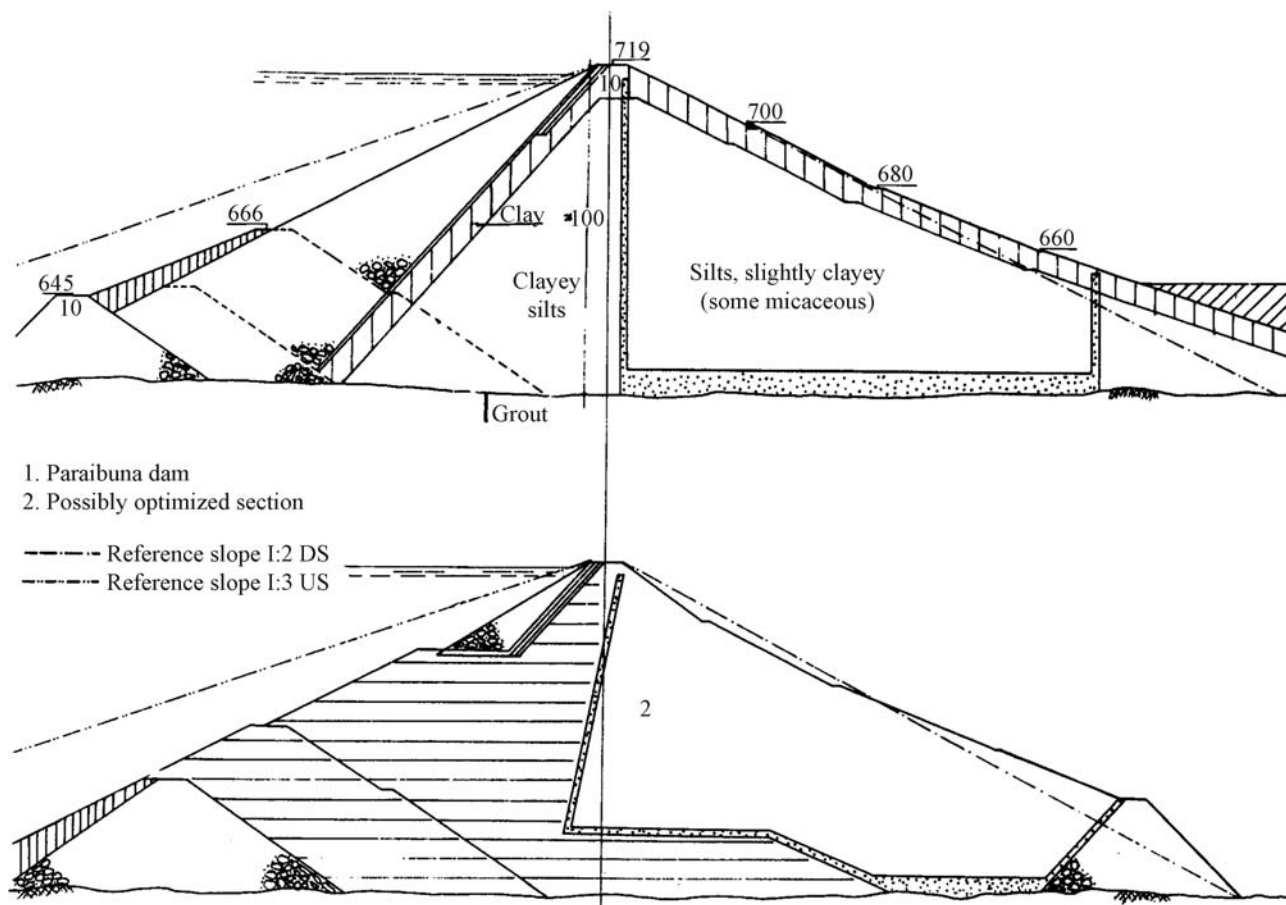 719
10
700
680
660
666
645
10
Clay
100
Clayey
silts
Silts, slightly clayey
(some micaceous)
Grout
1. Paraibuna dam
2. Possibly optimized section
Reference slope I:2 DS
Reference slope I:3 US
2